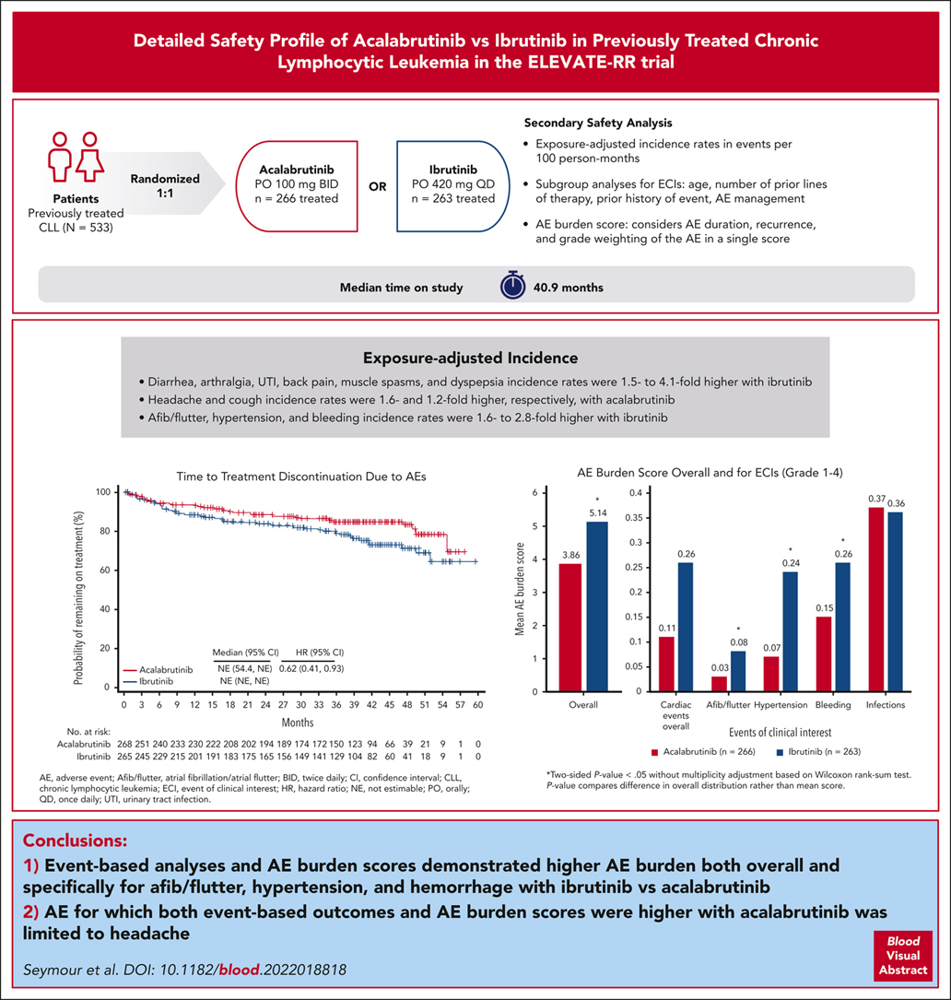 Detailed Safety Profile of Acalabrutinib vs Ibrutinib in Previously Treated Chronic
Lymphocytic Leukemia in the ELEVATE-RR trial
Patients
Previously treated
CLL (N = 533)
Randomized
1:1
Acalabrutinib
PO 100 mg BID
n = 266 treated
OR
Ibrutinib
PO 420 mg QD
n = 263 treated
Secondary Safety Analysis
• Exposure-adjusted incidence rates in events per
100 person-months
• Subgroup analyses for ECIs: age, number of prior lines
of therapy, prior history of event, AE management
• AE burden score: considers AE duration, recurrence,
and grade weighting of the AE in a single score
Median time on study
40.9 months
Exposure-adjusted Incidence
• Diarrhea, arthralgia, UTI, back pain, muscle spasms, and dyspepsia incidence rates were 1.5- to 4.1-fold higher with ibrutinib
• Headache and cough incidence rates were 1.6- and 1.2-fold higher, respectively, with acalabrutinib
• Afib/flutter, hypertension, and bleeding incidence rates were 1.6- to 2.8-fold higher with ibrutinib
Time to Treatment Discontinuation Due to AEs
Probability of remaining on treatment (%)
100
80
60
40
20
0
Median (95% CI) HR (95% CI)
Acalabrutinib NE (54.4, NE) 0.62 (0.41, 0.93)
Ibrutinib NE (NE, NE)
0 3 6 9 12 15 18 21 24 27 30 33 36 39 42 45 48 51 54 57 60
Months
No. at risk:
Acalabrutinib 268 251 240 233 230 222 208 202 194 189 174 172 150 123 94 66 39 21 9 1 0
Ibrutinib 265 245 229 215 201 191 183 175 165 156 149 141 129 104 82 60 41 18 9 1 0
AE, adverse event; Afib/flutter, atrial fibrillation/atrial flutter; BID, twice daily; CI, confidence interval; CLL,
chronic lymphocytic leukemia; ECI, event of clinical interest; HR, hazard ratio; NE, not estimable; PO, orally;
QD, once daily; UTI, urinary tract infection.
AE Burden Score Overall and for ECIs (Grade 1-4)
Mean AE burden score
6
5
4
3
2
1
0
3.86
*
5.14
Overall
0.4
0.35
0.3
0.25
0.2
0.15
0.1
0.05
0
0.11
0.26
0.03
*
0.08
0.07
*
0.24
0.15
*
0.26
0.37
0.36
Cardiac
events
overall
Afib/flutter
Hypertension
Bleeding
Infections
Events of clinical interest
Acalabrutinib (n = 266)
Ibrutinib (n = 263)
*Two-sided P-value < .05 without multiplicity adjustment based on Wilcoxon rank-sum test.
P-value compares difference in overall distribution rather than mean score.
Conclusions:
1) Event-based analyses and AE burden scores demonstrated higher AE burden both overall and
specifically for afib/flutter, hypertension, and hemorrhage with ibrutinib vs acalabrutinib
2) AE for which both event-based outcomes and AE burden scores were higher with acalabrutinib was
limited to headache
Seymour et al. DOI: 10.1182/blood.2022018818
Blood
Visual
Abstract